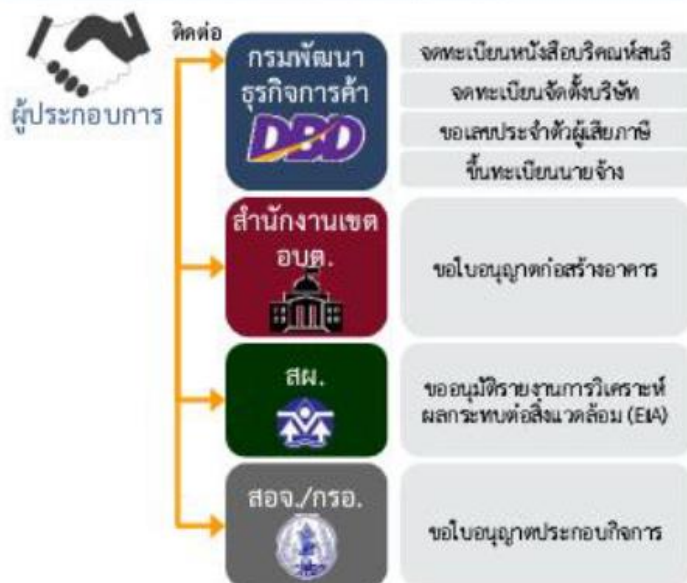 ติดต่อ
ผู้ประกอบการ
กรมพัฒนา
ธุรกิจการค้า
DBD
จดทะเบียนหนังสือบริคณห์สนธิ
จดทะเบียนจัดตั้งบริษัท
ขอเลขประจำตัวผู้เสียภาษี
ขึ้นทะเบียนนายจ้าง
สำนักงานเขต
อบต.
ขอใบอนุญาตก่อสร้างอาคาร
สผ.
ขออนุมัติรายงานการวิเคราะห์
ผลกระทบต่อสิ่งแวดล้อม (EIA)
สอจ./กรอ.
ขอใบอนุญาตประกอบกิจการ